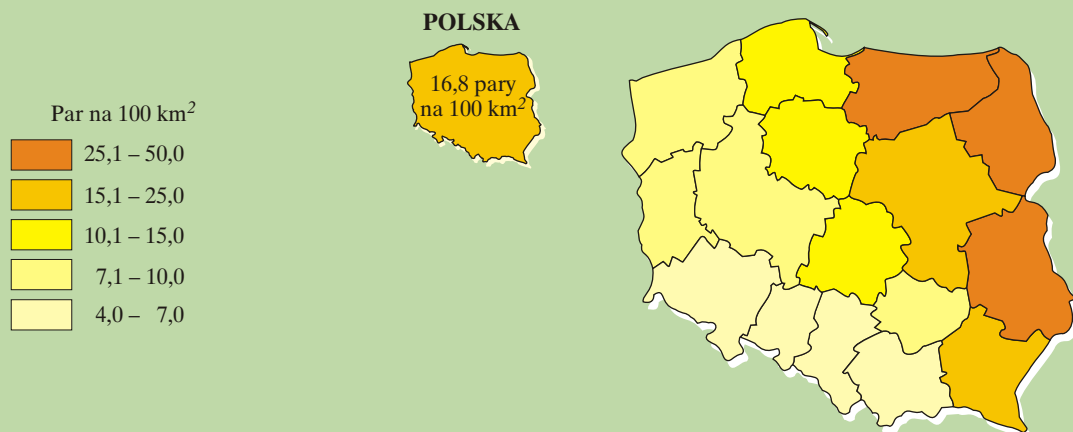 POLSKA
16,8 pary
na 100 km²
Par na 100 km²
25,1 – 50,0
15,1 – 25,0
10,1 – 15,0
7,1 – 10,0
4,0 – 7,0